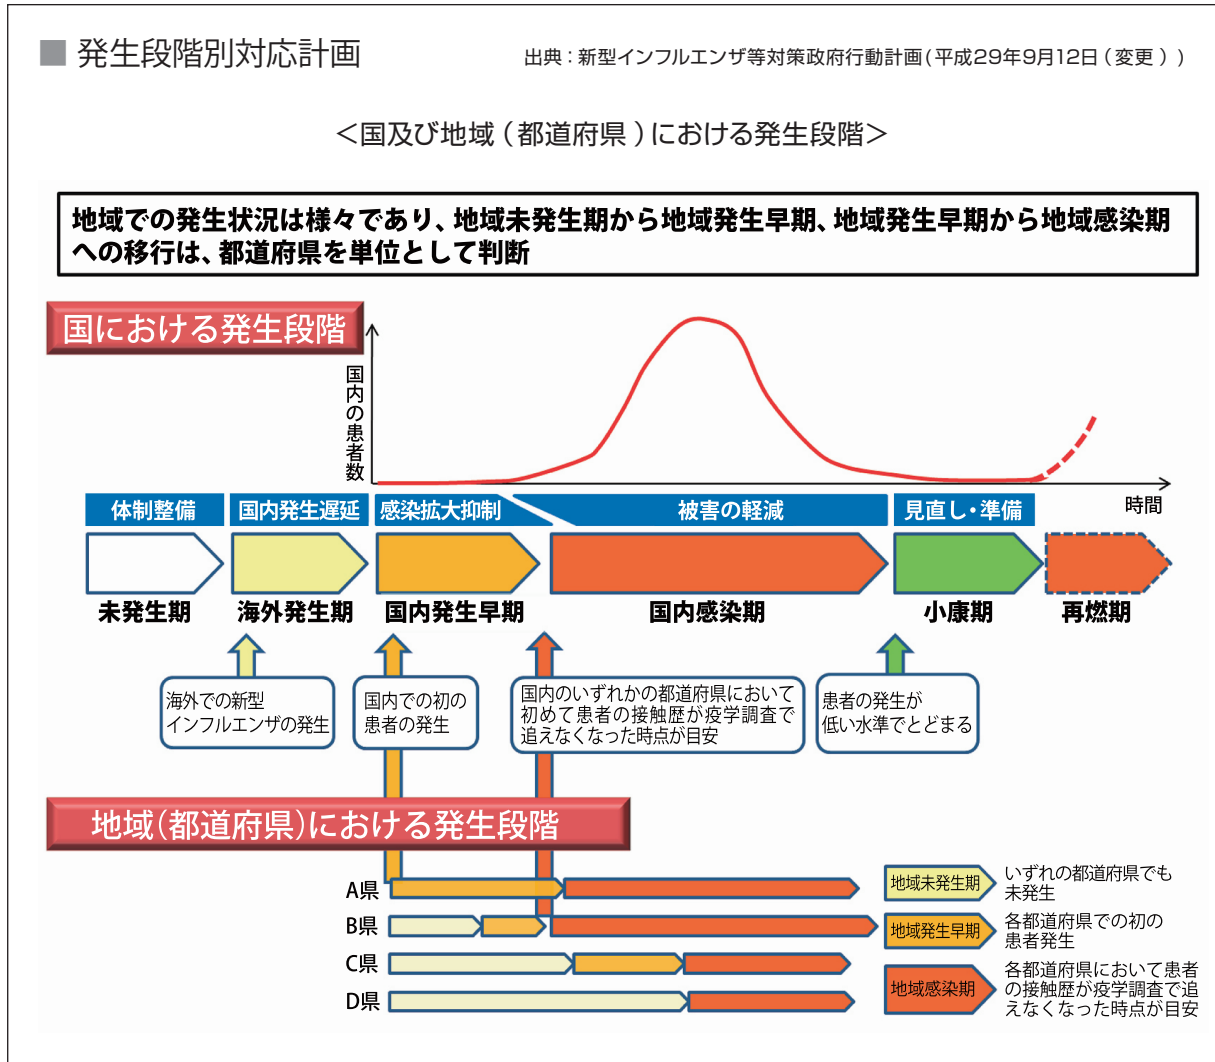 ■ 発生段階別対応計画
出典：新型インフルエンザ等対策政府行動計画(平成29年9月12日（変更）)
＜国及び地域（都道府県）における発生段階＞
地域での発生状況は様々であり、地域未発生期から地域発生早期、地域発生早期から地域感染期
への移行は、都道府県を単位として判断
国における発生段階
国内の患者数
時間
体制整備
国内発生遅延
感染拡大抑制
被害の軽減
見直し・準備
未発生期
海外発生期
国内発生早期
国内感染期
小康期
再燃期
海外での新型
インフルエンザの発生
国内での初の
患者の発生
国内のいずれかの都道府県において
初めて患者の接触歴が疫学調査で
追えなくなった時点が目安
患者の発生が
低い水準でとどまる
地域(都道府県)における発生段階
A県
B県
C県
D県
地域未発生期
いずれの都道府県でも
未発生
地域発生早期
各都道府県での初の
患者発生
地域感染期
各都道府県において患者
の接触歴が疫学調査で追
えなくなった時点が目安